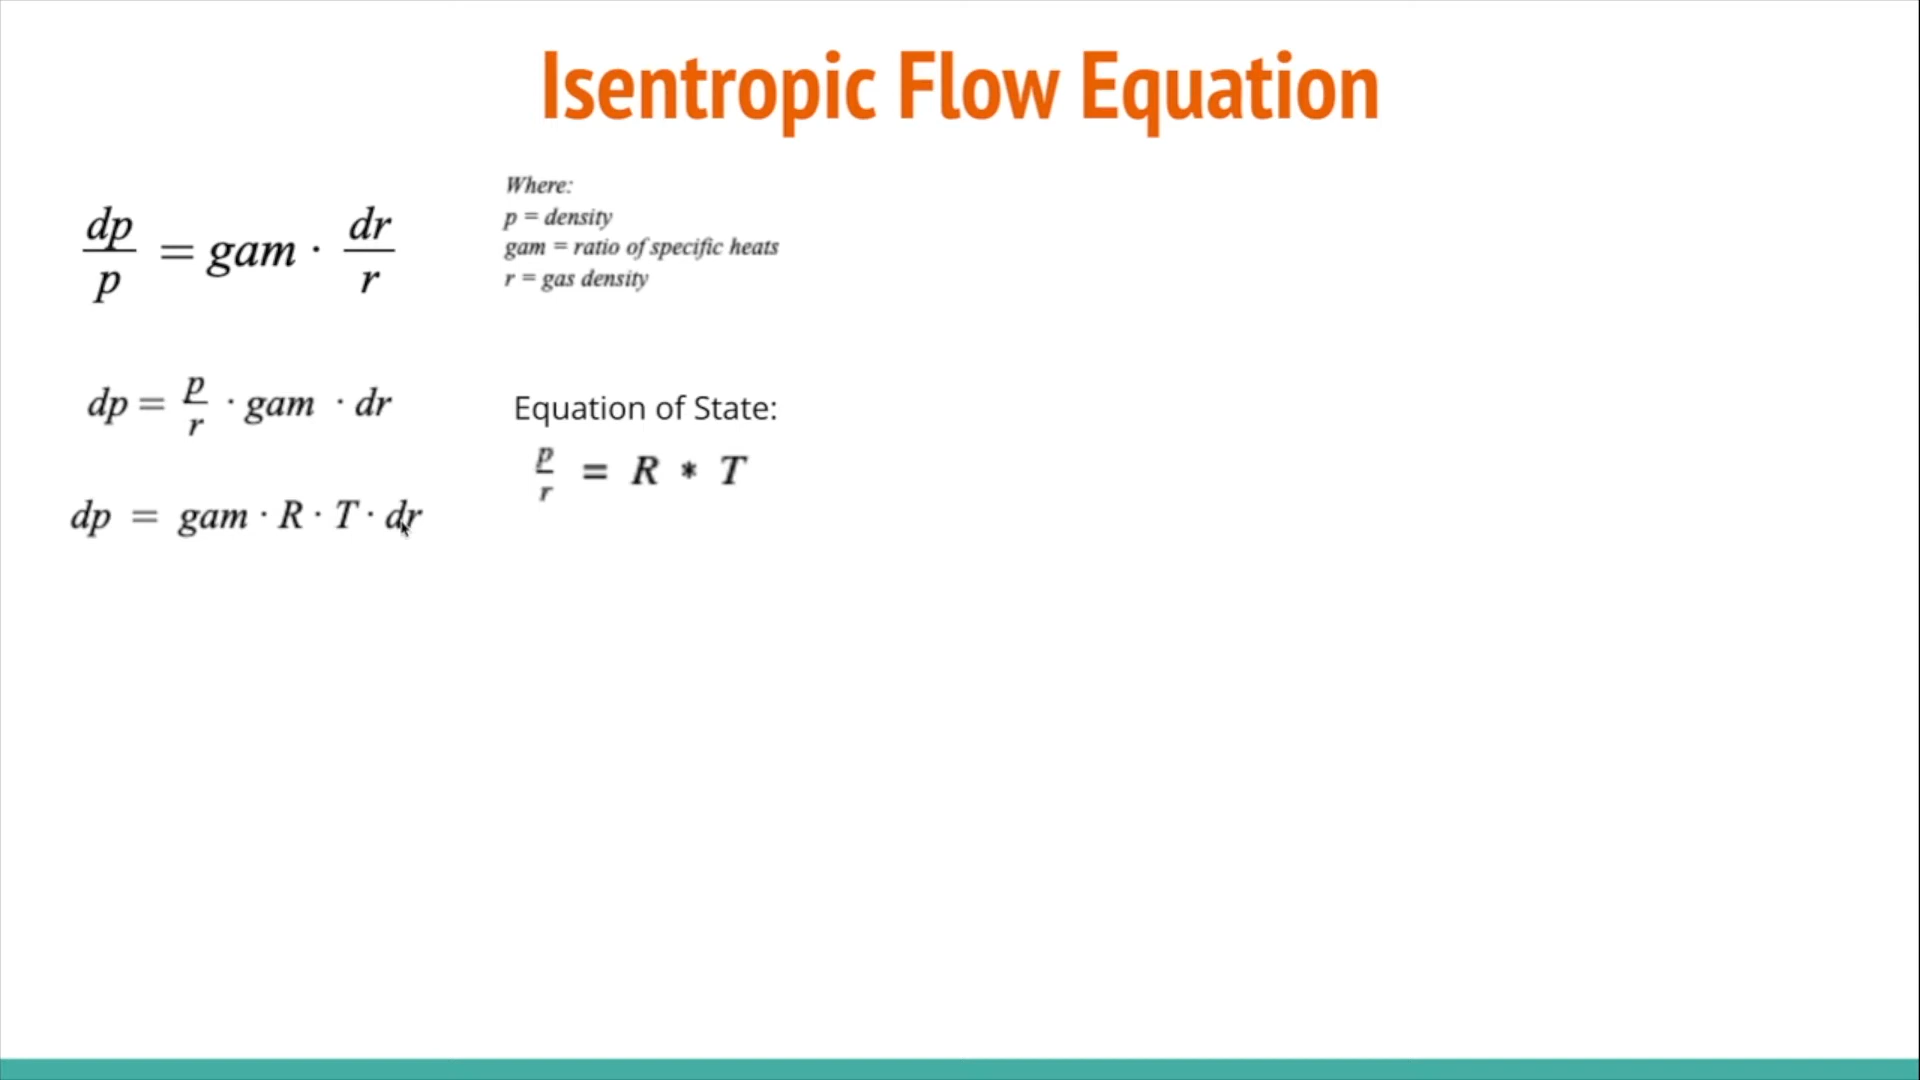 Isentropic Flow Equation
dp/p = gam · dr/r
Where:
p = density
gam = ratio of specific heats
r = gas density
dp = p/r · gam · dr
Equation of State:
p/r = R * T
dp = gam · R · T · dr